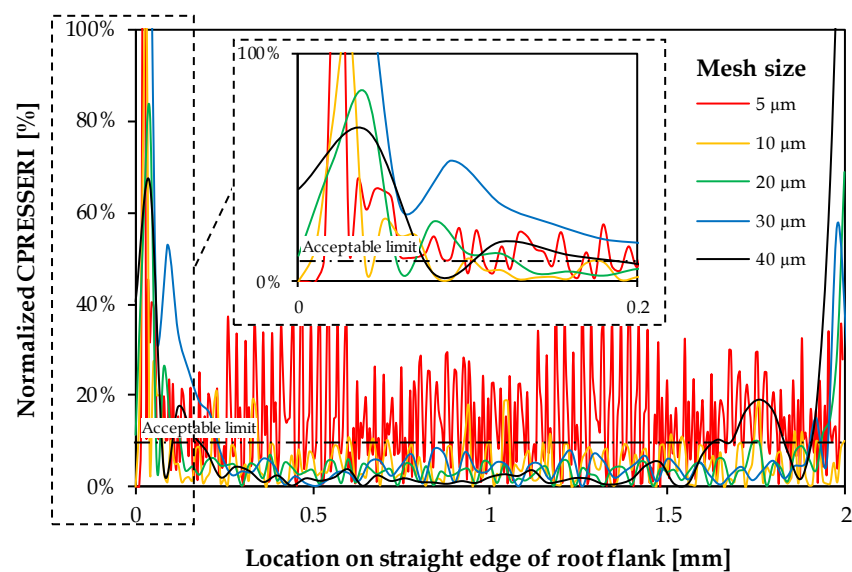 100%
80%
60%
40%
20%
0%
Normalized CPRESSERI [%]
100%
0%
Acceptable limit
0
0.2
Mesh size
5 µm
10 µm
20 µm
30 µm
40 µm
Acceptable limit
0
0.5
1
1.5
2
Location on straight edge of root flank [mm]